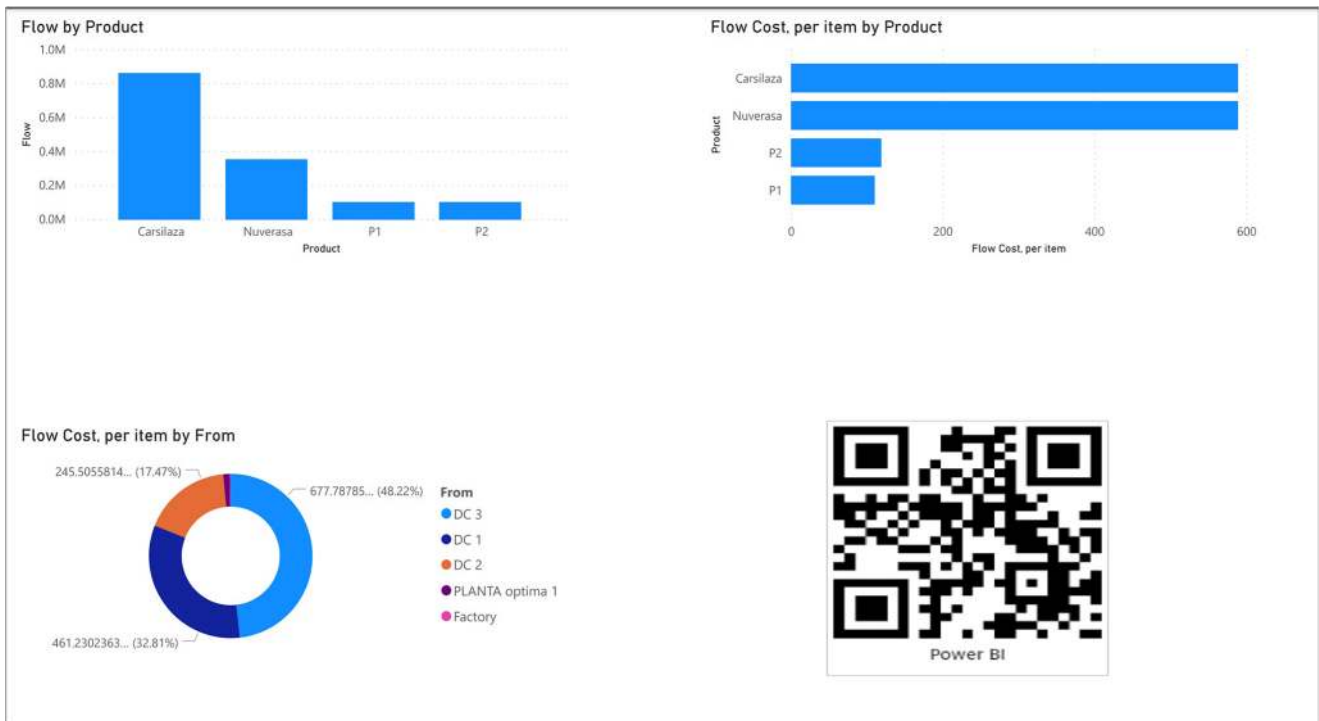 Flow by Product
1.0M
0.8M
0.6M
0.4M
0.2M
0.0M
Flow
Carsilaza Nuverasa P1 P2
Product
Flow Cost, per item by Product
Carsilaza
Nuverasa
P2
P1
Product
0 200 400 600
Flow Cost, per item
Flow Cost, per item by From
245.5055814... (17.47%)
677.78785... (48.22%)
461.2302363... (32.81%)
From
DC 3
DC 1
DC 2
PLANTA optima 1
Factory
Power BI